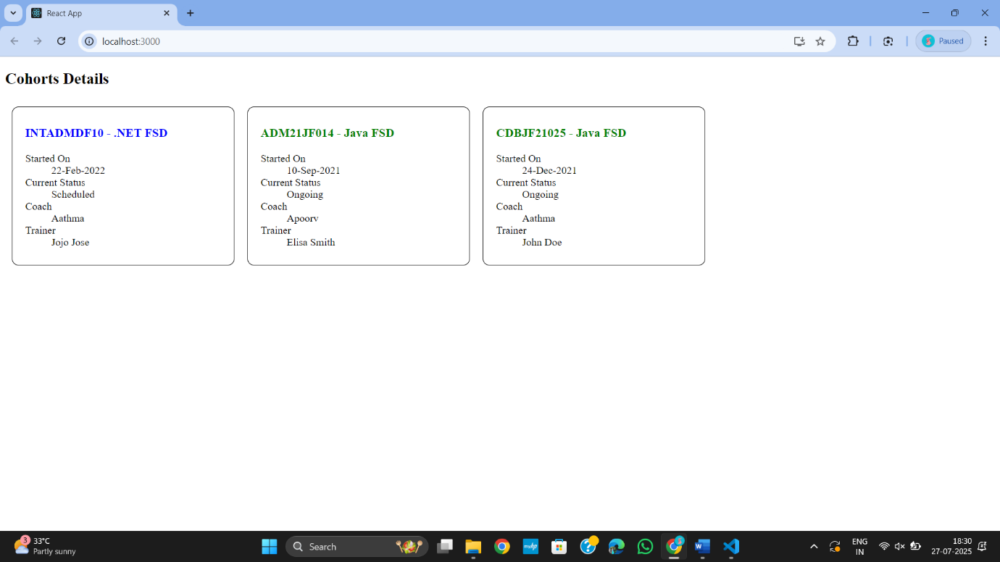 React App
localhost:3000
Paused
Cohorts Details
INTADMDF10 - .NET FSD
Started On
22-Feb-2022
Current Status
Scheduled
Coach
Aathma
Trainer
Jojo Jose
ADM21JF014 - Java FSD
Started On
10-Sep-2021
Current Status
Ongoing
Coach
Apoorv
Trainer
Elisa Smith
CDBJF21025 - Java FSD
Started On
24-Dec-2021
Current Status
Ongoing
Coach
Aathma
Trainer
John Doe
3
33°C
Partly sunny
Search
myhp
ENG
IN
18:30
27-07-2025